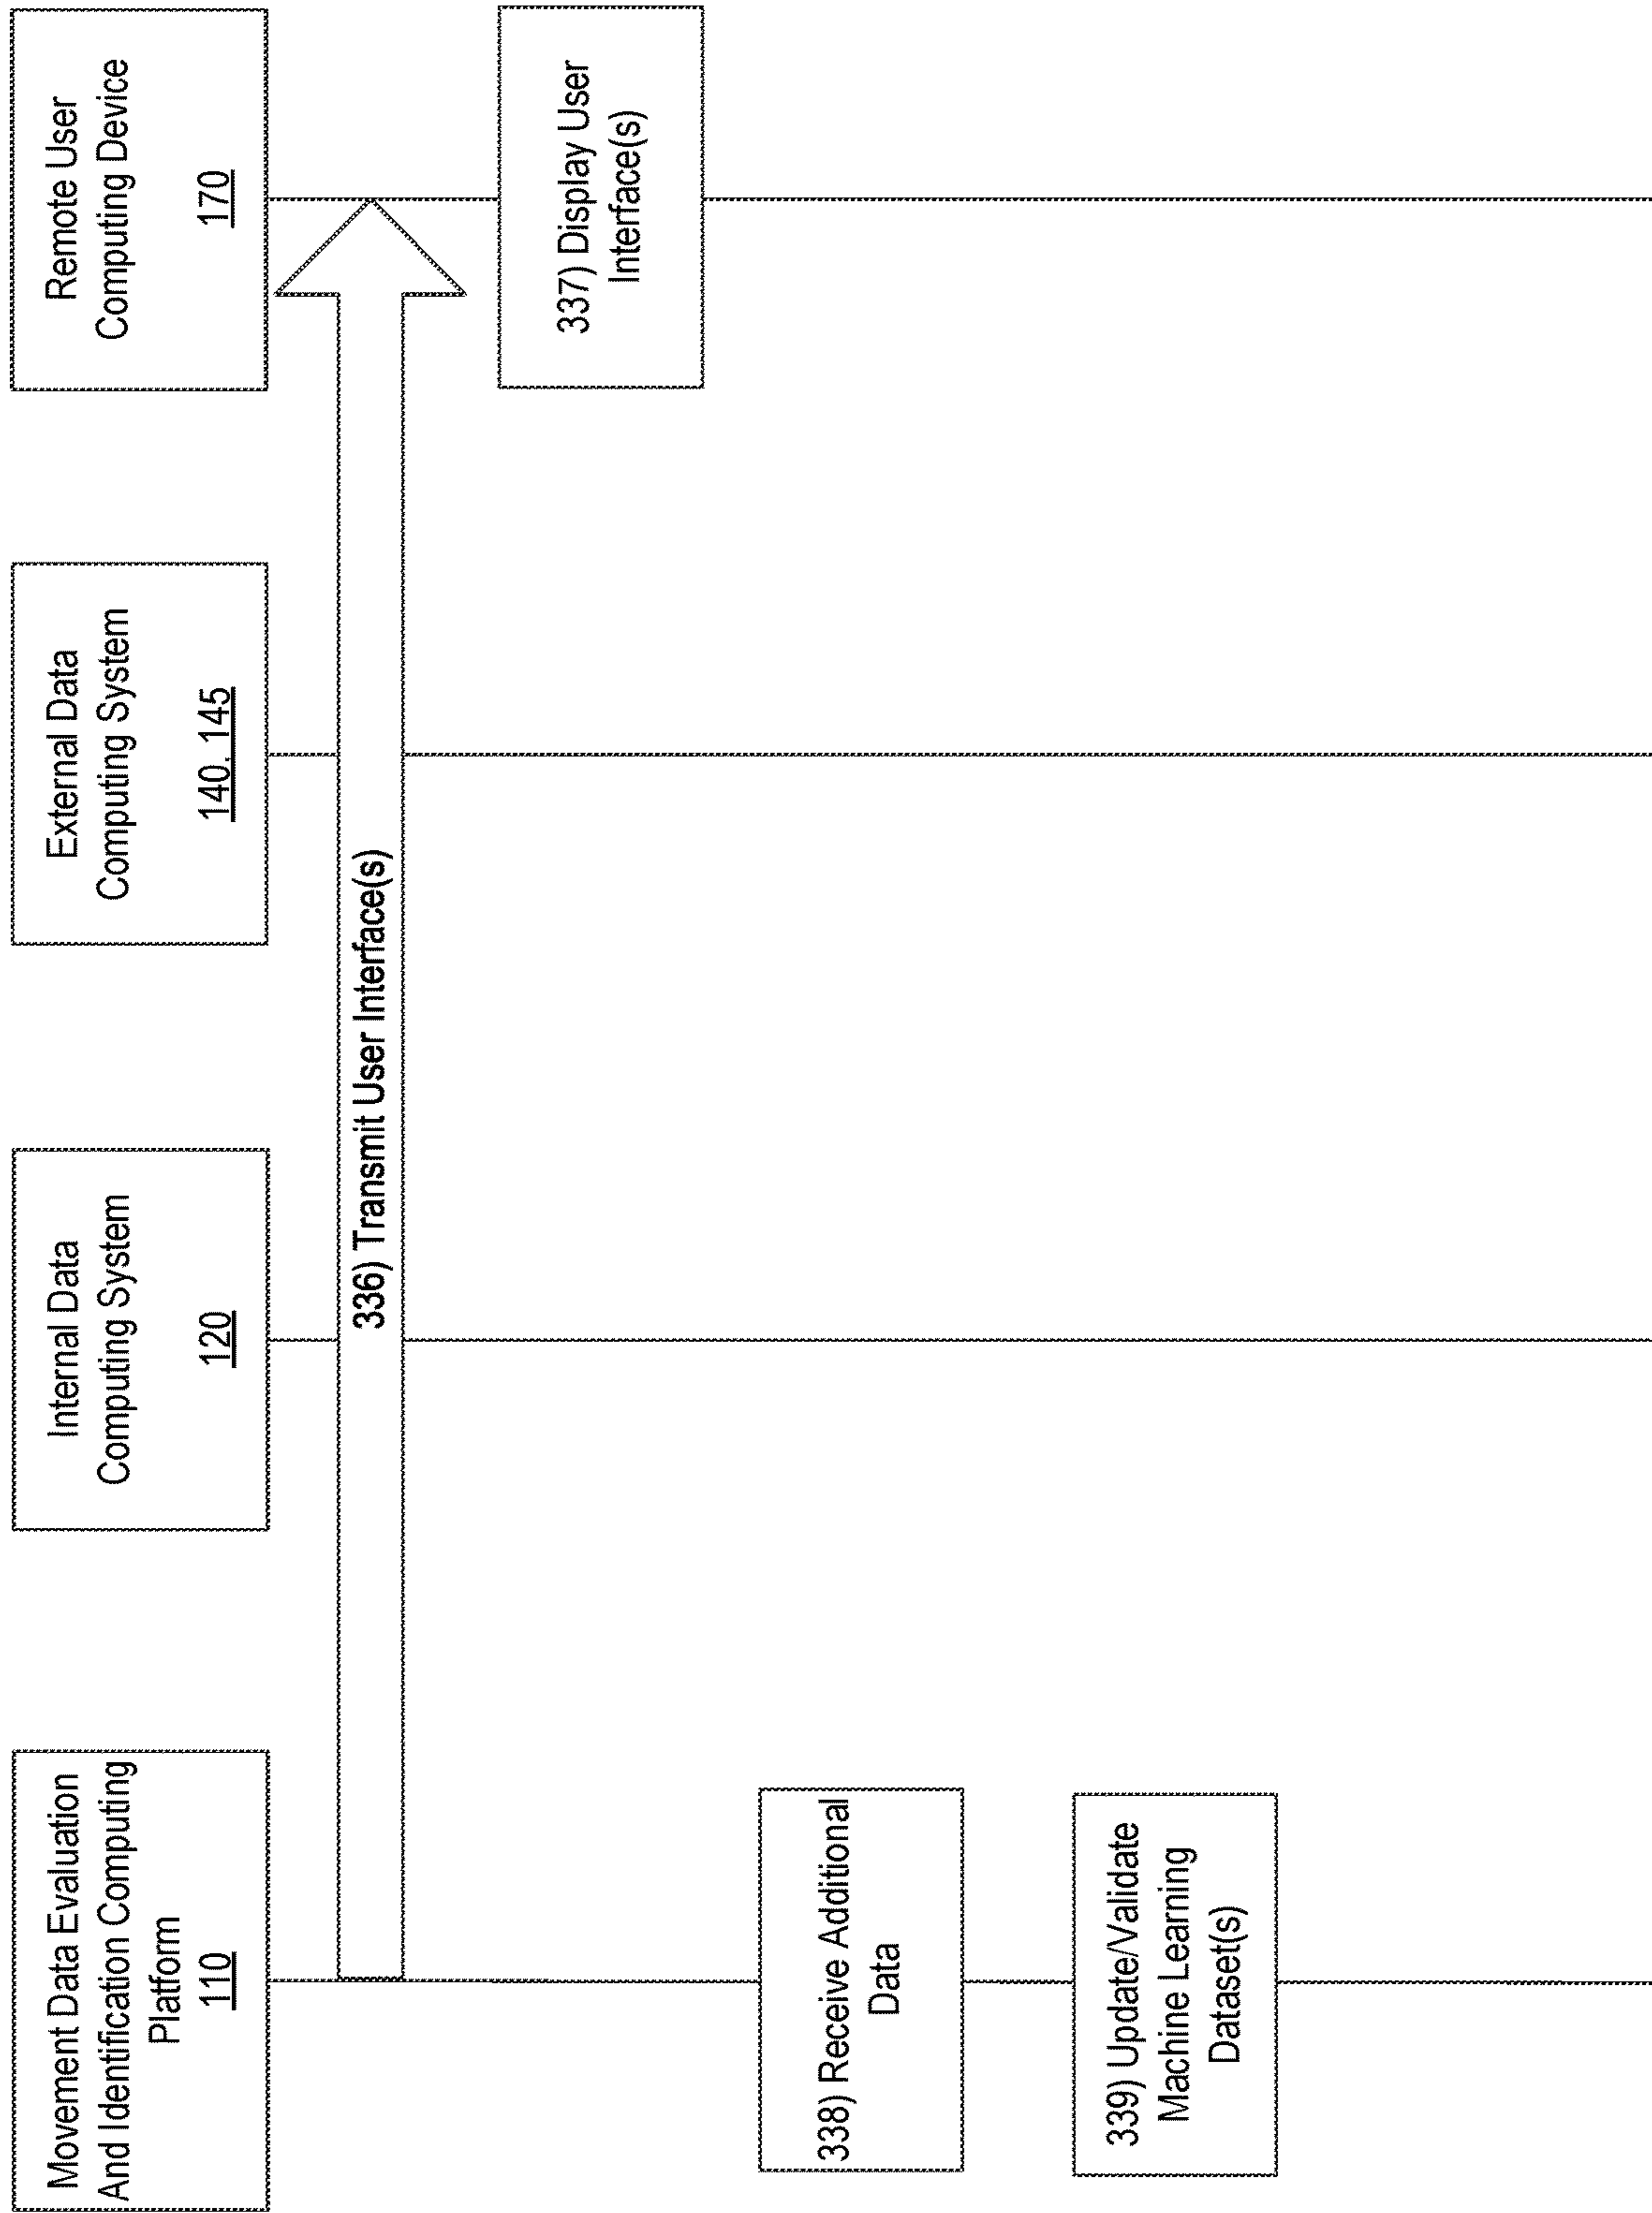 Movement Data Evaluation
And Identification Computing
Platform
110
Internal Data
Computing System
120
External Data
Computing System
140, 145
Remote User
Computing Device
170
336) Transmit User Interface(s)
337) Display User
Interface(s)
338) Receive Additional
Data
339) Update/Validate
Machine Learning
Dataset(s)